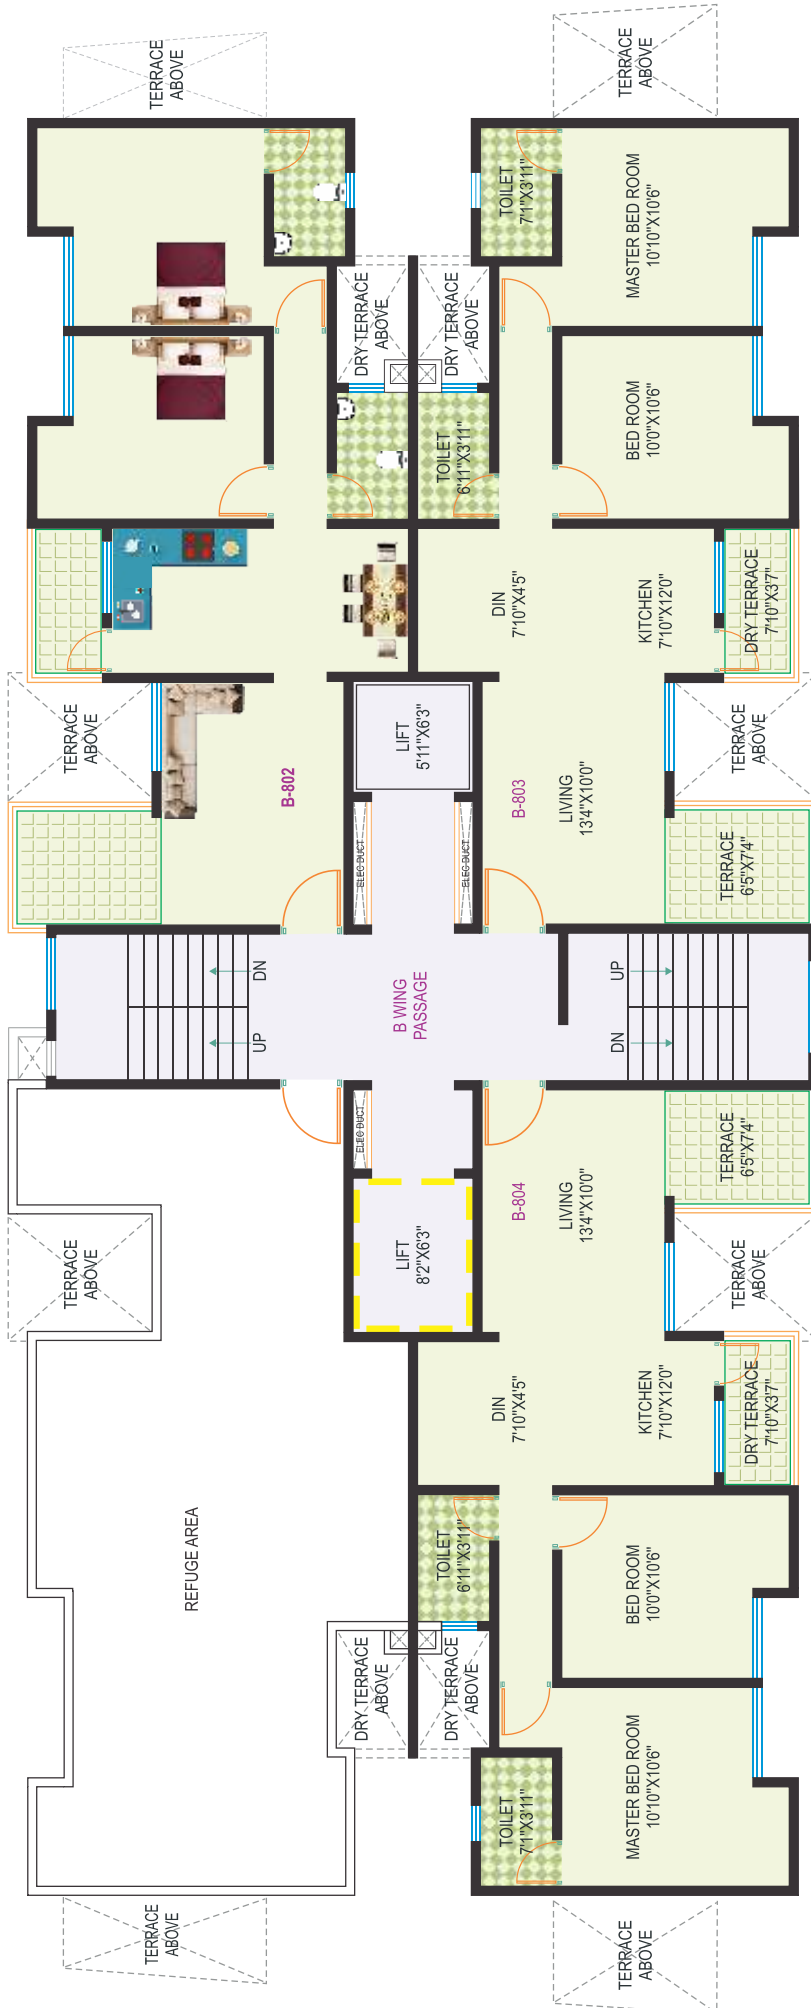 TERRACE
ABOVE
TERRACE
ABOVE
TOILET
7'1"X3'11"
MASTER BED ROOM
10'10"X10'6"
DRY TERRACE
ABOVE
DRY TERRACE
ABOVE
TOILET
6'11"X3'11"
BED ROOM
10'0"X10'6"
DIN
7'10"X4'5"
KITCHEN
7'10"X12'0"
DRY TERRACE
7'10"X3'7"
TERRACE
ABOVE
B-802
LIFT
5'11"X6'3"
B-803
LIVING
13'4"X10'0"
TERRACE
ABOVE
ELEC DUCT
ELEC DUCT
TERRACE
6'5"X7'4"
DN
UP
B WING
PASSAGE
UP
DN
ELEC DUCT
TERRACE
6'5"X7'4"
TERRACE
ABOVE
LIFT
8'2"X6'3"
B-804
LIVING
13'4"X10'0"
TERRACE
ABOVE
DIN
7'10"X4'5"
KITCHEN
7'10"X12'0"
DRY TERRACE
7'10"X3'7"
REFUGE AREA
TOILET
6'11"X3'11"
BED ROOM
10'0"X10'6"
DRY TERRACE
ABOVE
DRY TERRACE
ABOVE
TOILET
7'1"X3'11"
MASTER BED ROOM
10'10"X10'6"
TERRACE
ABOVE
TERRACE
ABOVE